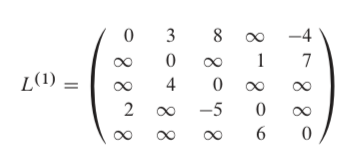 0 3 8 ∞ −4
∞ 0 ∞ 1 7
L(1) = ∞ 4 0 ∞ ∞
2 ∞ −5 0 ∞
∞ ∞ ∞ 6 0